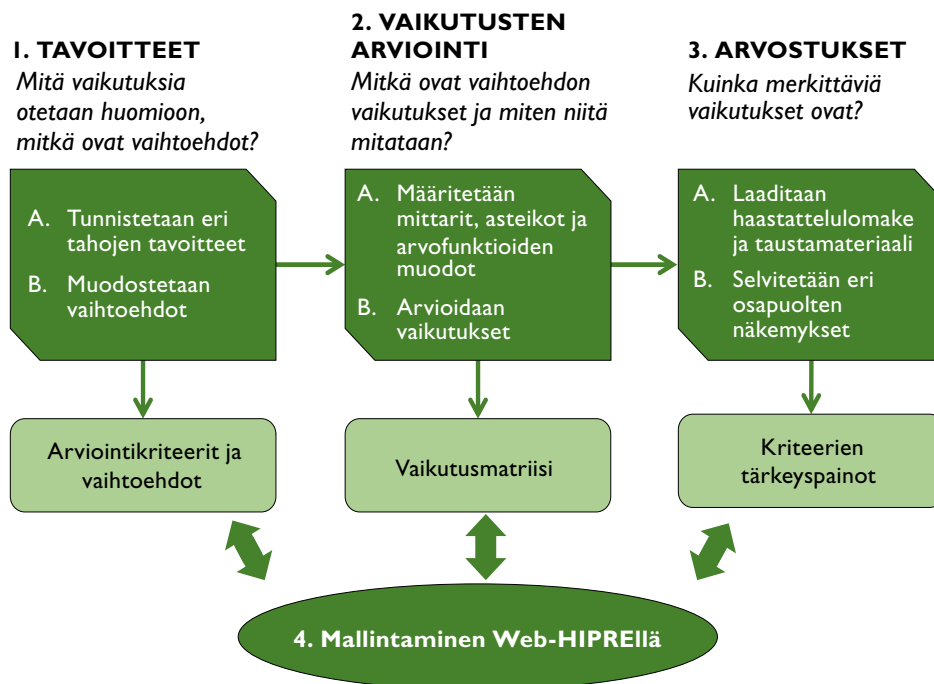 1. TAVOITTEET
Mitä vaikutuksia
otetaan huomioon,
mitkä ovat vaihtoehdot?
2. VAIKUTUSTEN
ARVIOINTI
Mitkä ovat vaihtoehdon
vaikutukset ja miten niitä
mitataan?
3. ARVOSTUKSET
Kuinka merkittäviä
vaikutukset ovat?
A. Tunnistetaan eri
tahojen tavoitteet
B. Muodostetaan
vaihtoehdot
A. Määritetään
mittarit, asteikot ja
arvofunktioiden
muodot
B. Arvioidaan
vaikutukset
A. Laaditaan
haastattelulomake
ja taustamateriaali
B. Selvitetään eri
osapuolten
näkemykset
Arviointikriteerit ja
vaihtoehdot
Vaikutusmatriisi
Kriteerien
tärkeyspainot
4. Mallintaminen Web-HIPREllä